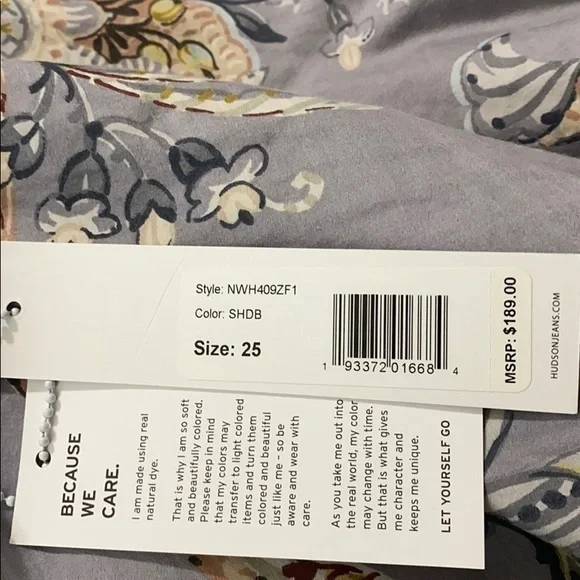 Style: NWH409ZF1
Color: SHDB
Size: 25
1 93372 01668 4
MSRP: $189.00
HUDSONJEANS.COM
BECAUSE
WE
CARE.
I am made using real
natural dye.
That is why I am so soft
and beautifully colored.
Please keep in mind
that my colors may
transfer to light colored
items and turn them
colored and beautiful
just like me - so be
aware and wear with
care.
As you take me out into
the real world, my color
may change with time.
But that is what gives
me character and
keeps me unique.
LET YOURSELF GO